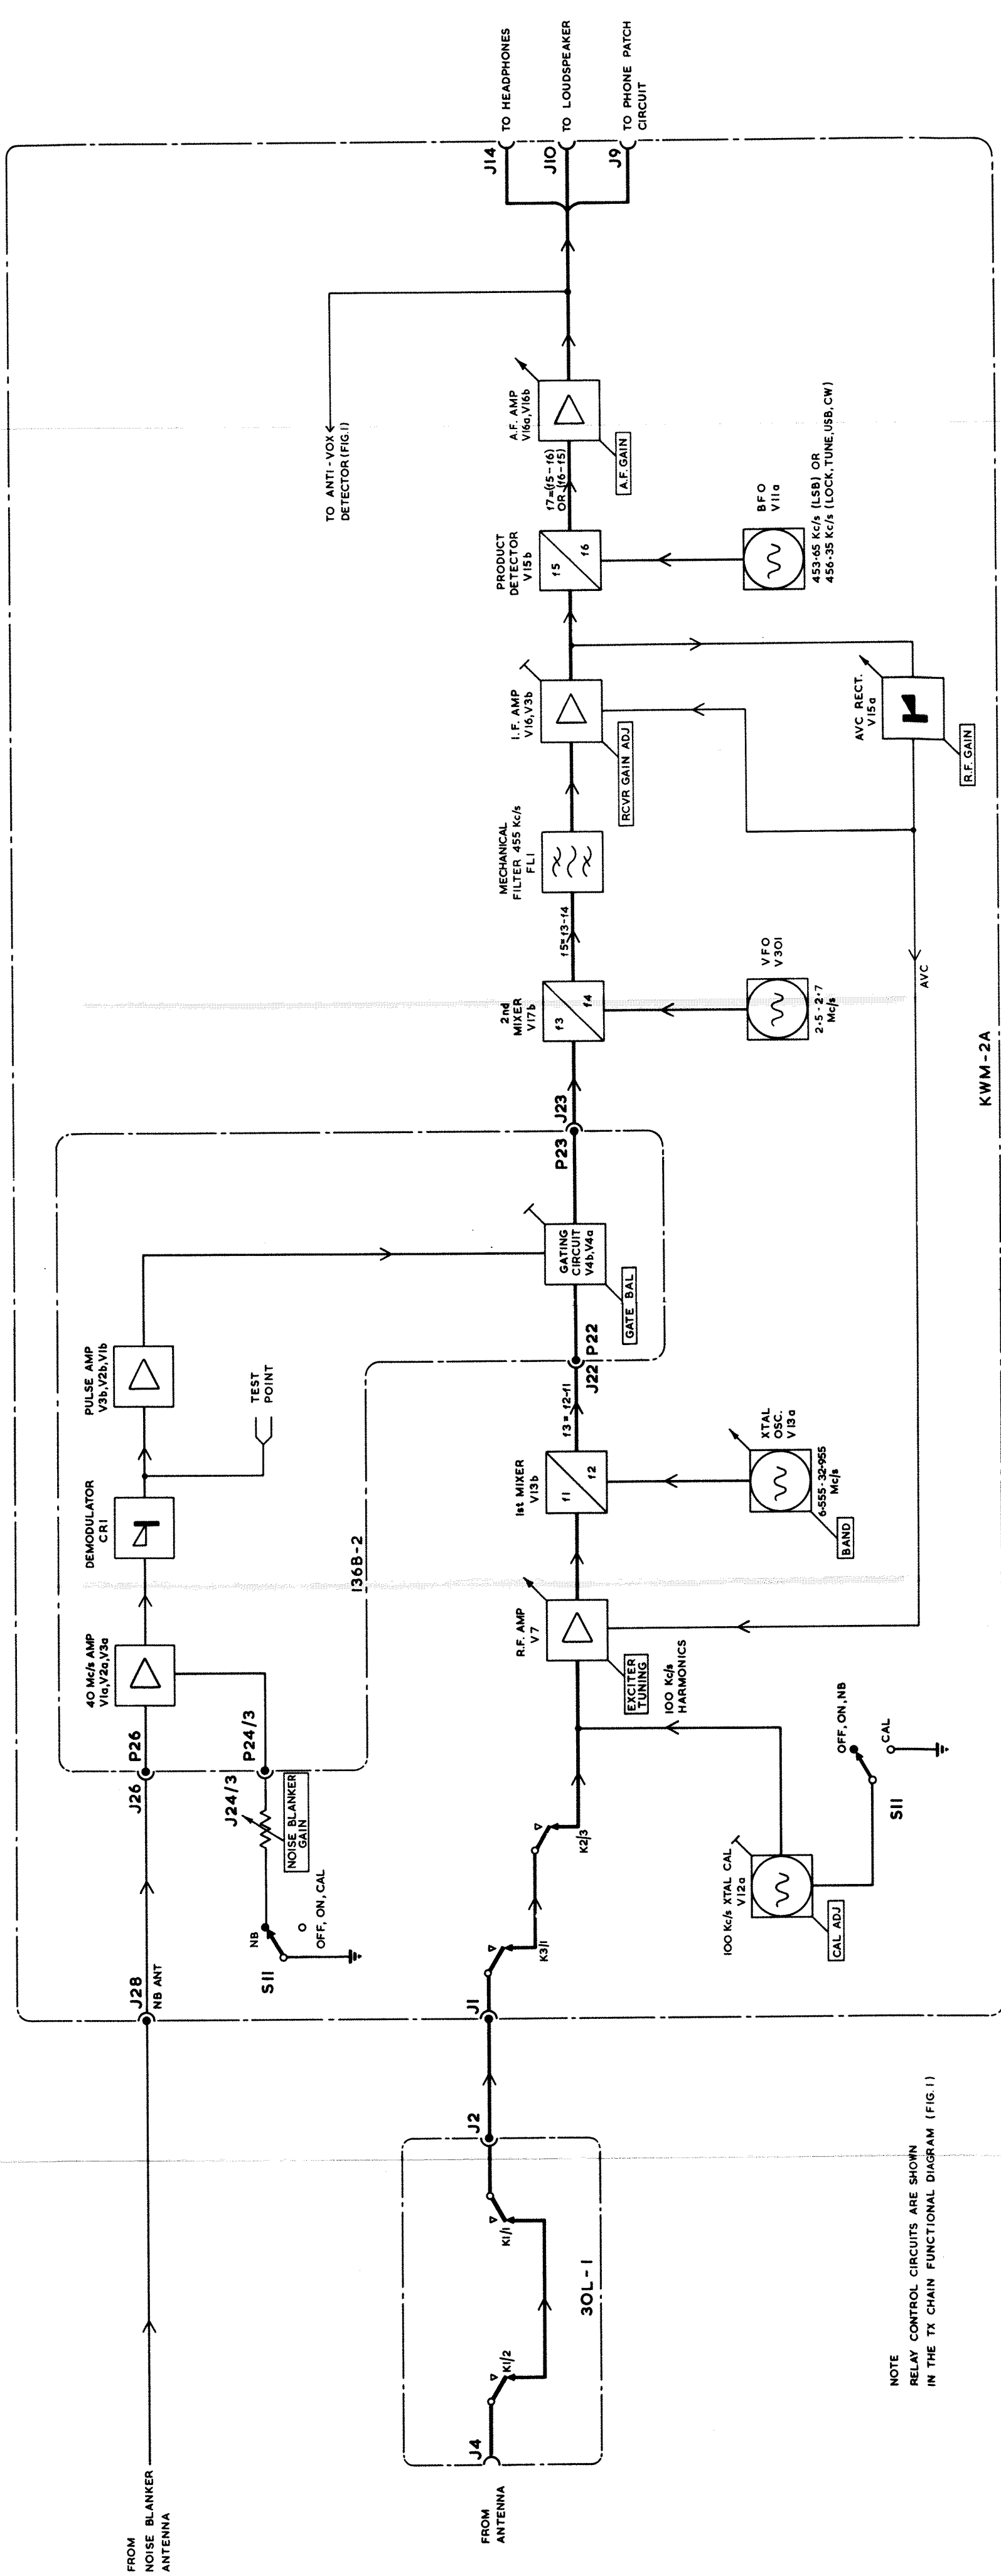 FROM
NOISE BLANKER
ANTENNA
J28
NB ANT
J26
P26
40 Mc/s AMP
V1a,V2a,V3a
DEMODULATOR
CR1
PULSE AMP
V3b,V2b,V1b
TEST
POINT
J24/3
P24/3
NOISE BLANKER
GAIN
NB
OFF, ON, CAL
S11
136B-2
GATING
CIRCUIT
V4b,V4a
GATE BAL
FROM
ANTENNA
J4
K1/2
K1/1
30L-1
J2
J1
K3/1
K2/3
100 Kc/s
HARMONICS
R.F. AMP
V7
EXCITER
TUNING
1st MIXER
V13b
f1
f2
f3 = f2-f1
J22
P22
P23
J23
2nd
MIXER
V17b
f3
f4
f5=f3-f4
MECHANICAL
FILTER 455 Kc/s
FL1
I.F. AMP
V16,V3b
RCVR GAIN ADJ
PRODUCT
DETECTOR
V15b
f5
f6
f7=(f5-f6)
OR (f6-f5)
A.F. AMP
V16a,V16b
A.F. GAIN
TO ANTI-VOX
DETECTOR (FIG.1)
J14
TO HEADPHONES
J10
TO LOUDSPEAKER
J9
TO PHONE PATCH
CIRCUIT
100 Kc/s XTAL CAL
V12a
CAL ADJ
OFF, ON, NB
CAL
S11
XTAL
OSC.
V13a
6·555-32·955
Mc/s
BAND
VFO
V301
2·5-2·7
Mc/s
BFO
V11a
453·65 Kc/s (LSB) OR
456·35 Kc/s (LOCK, TUNE, USB, CW)
AVC RECT.
V15a
R.F. GAIN
AVC
KWM-2A
NOTE
RELAY CONTROL CIRCUITS ARE SHOWN
IN THE TX CHAIN FUNCTIONAL DIAGRAM (FIG.1)